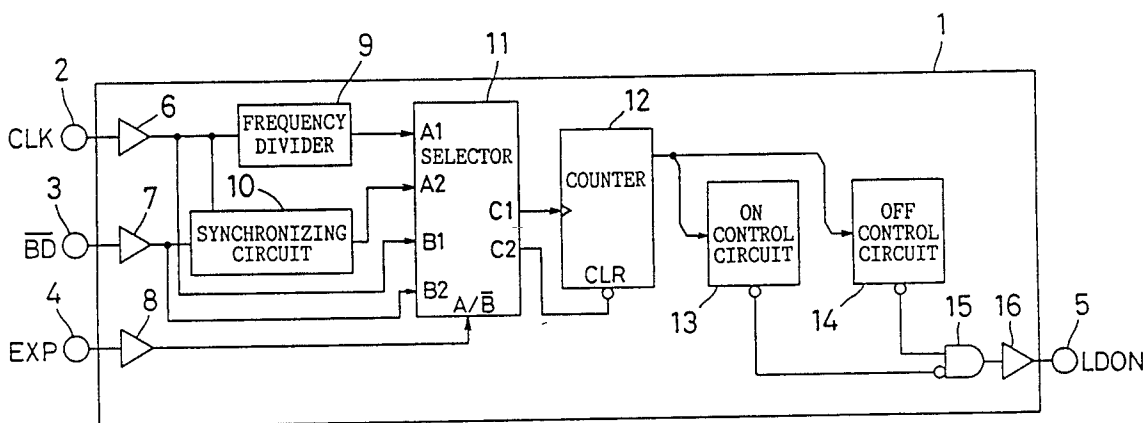 1
2
CLK
6
9
FREQUENCY
DIVIDER
11
A1
SELECTOR
A2
B1
B2
C1
C2
A/B̅
12
COUNTER
CLR
3
B̅D̅
7
10
SYNCHRONIZING
CIRCUIT
4
EXP
8
ON
CONTROL
CIRCUIT
13
OFF
CONTROL
CIRCUIT
14
15
16
5
LDON